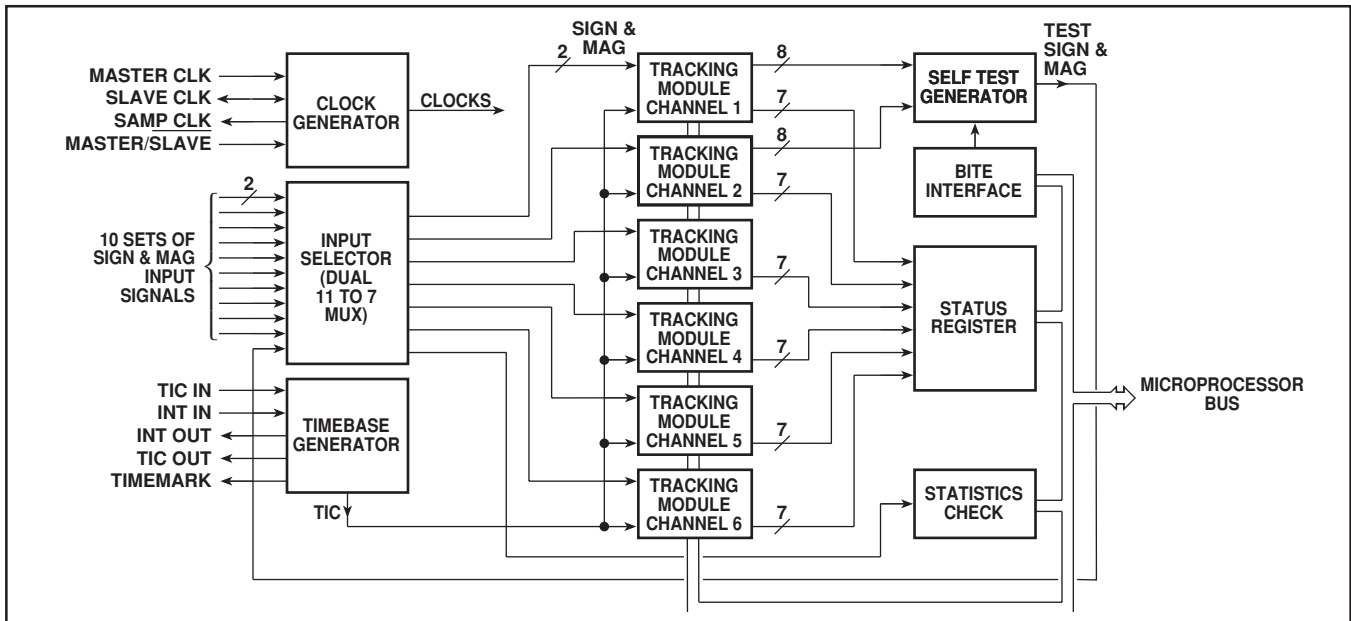 MASTER CLK
SLAVE CLK
SAMP CLK
MASTER/SLAVE
CLOCK
GENERATOR
CLOCKS
2
10 SETS OF
SIGN & MAG
INPUT
SIGNALS
INPUT
SELECTOR
(DUAL
11 TO 7
MUX)
TIC IN
INT IN
INT OUT
TIC OUT
TIMEMARK
TIMEBASE
GENERATOR
TIC
SIGN &
MAG
2
TRACKING
MODULE
CHANNEL 1
8
7
TRACKING
MODULE
CHANNEL 2
8
7
TRACKING
MODULE
CHANNEL 3
7
TRACKING
MODULE
CHANNEL 4
7
TRACKING
MODULE
CHANNEL 5
7
TRACKING
MODULE
CHANNEL 6
7
SELF TEST
GENERATOR
TEST
SIGN &
MAG
BITE
INTERFACE
STATUS
REGISTER
STATISTICS
CHECK
MICROPROCESSOR
BUS